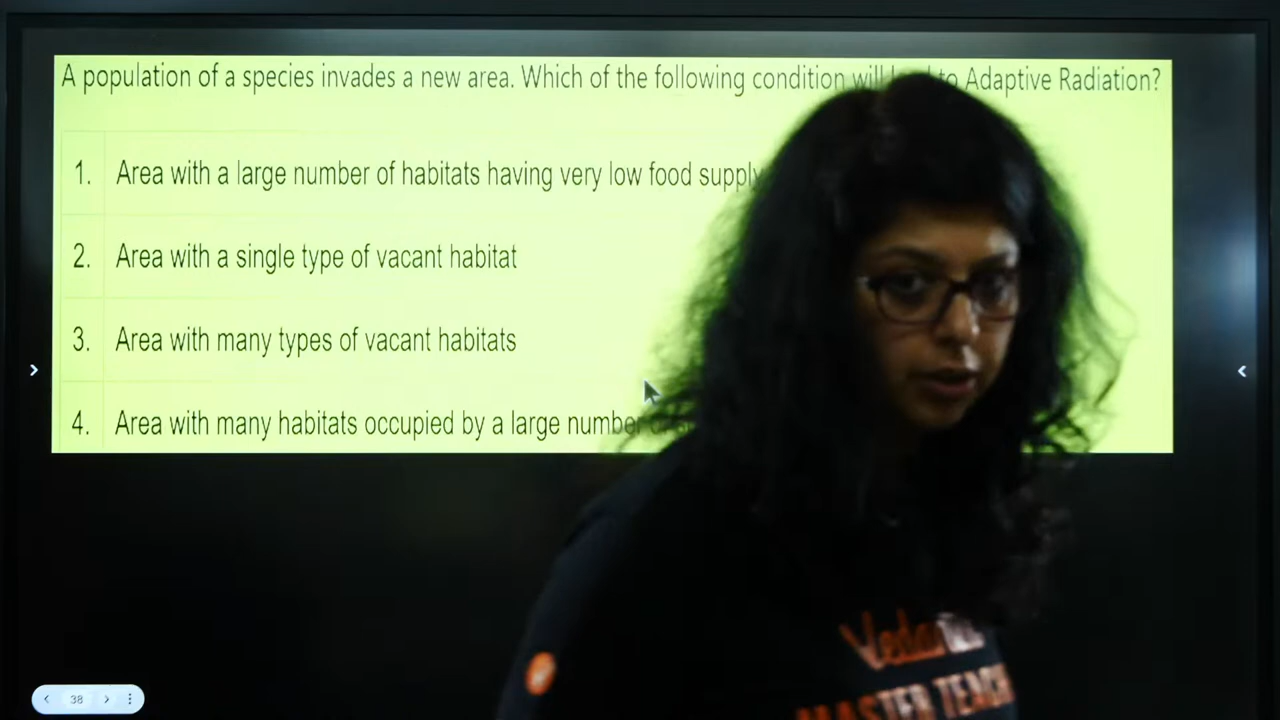 A population of a species invades a new area. Which of the following condition will to Adaptive Radiation?
1. Area with a large number of habitats having very low food supply
2. Area with a single type of vacant habitat
3. Area with many types of vacant habitats
4. Area with many habitats occupied by a large number
38
MASTER